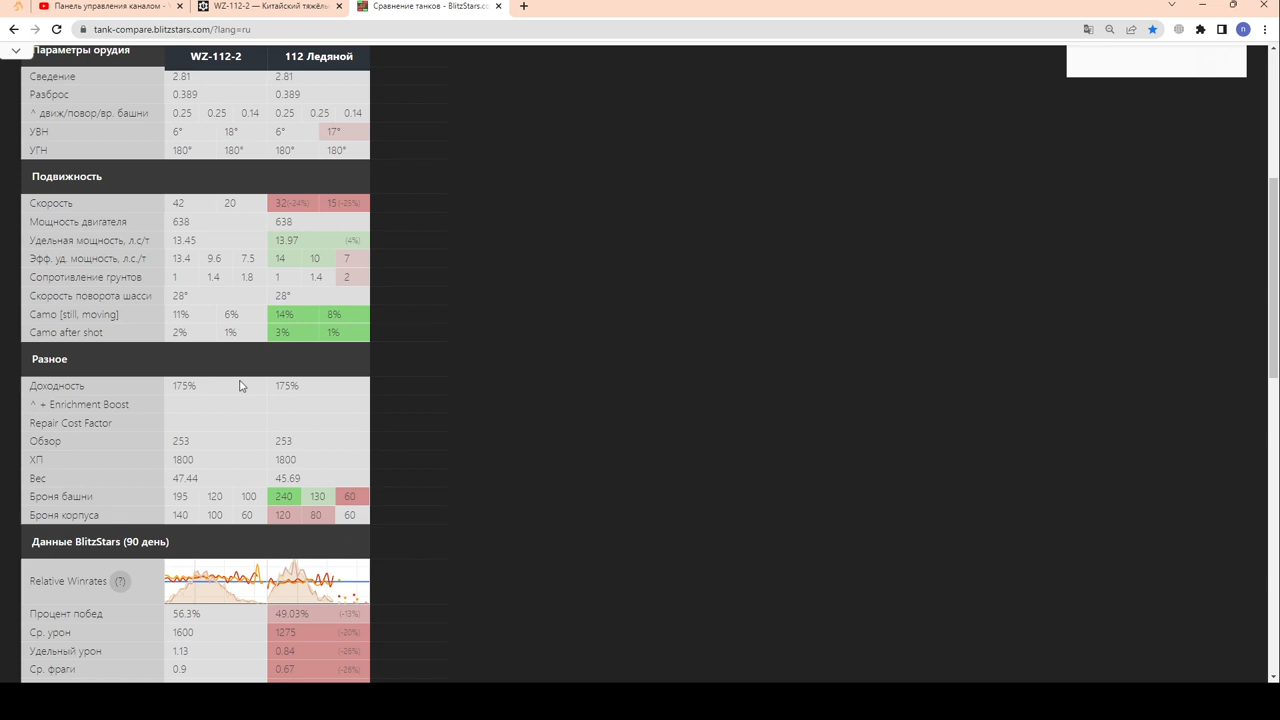 Панель управления каналом -
WZ-112-2 — Китайский тяжёль
Сравнение танков - BlitzStars.co
tank-compare.blitzstars.com/?lang=ru
п
Параметры орудия WZ-112-2 112 Ледяной
Сведение 2.81 2.81
Разброс 0.389 0.389
^ движ/повор/вр. башни 0.25 0.25 0.14 0.25 0.25 0.14
УВН 6° 18° 6° 17°
УГН 180° 180° 180° 180°
Подвижность
Скорость 42 20 32(-24%) 15(-25%)
Мощность двигателя 638 638
Удельная мощность, л.с/т 13.45 13.97 (4%)
Эфф. уд. мощность, л.с./т 13.4 9.6 7.5 14 10 7
Сопротивление грунтов 1 1.4 1.8 1 1.4 2
Скорость поворота шасси 28° 28°
Camo [still, moving] 11% 6% 14% 8%
Camo after shot 2% 1% 3% 1%
Разное
Доходность 175% 175%
^ + Enrichment Boost
Repair Cost Factor
Обзор 253 253
ХП 1800 1800
Вес 47.44 45.69
Броня башни 195 120 100 240 130 60
Броня корпуса 140 100 60 120 80 60
Данные BlitzStars (90 день)
Relative Winrates (?)
Процент побед 56.3% 49.03% (-13%)
Ср. урон 1600 1275 (-20%)
Удельный урон 1.13 0.84 (-26%)
Ср. фраги 0.9 0.67 (-26%)